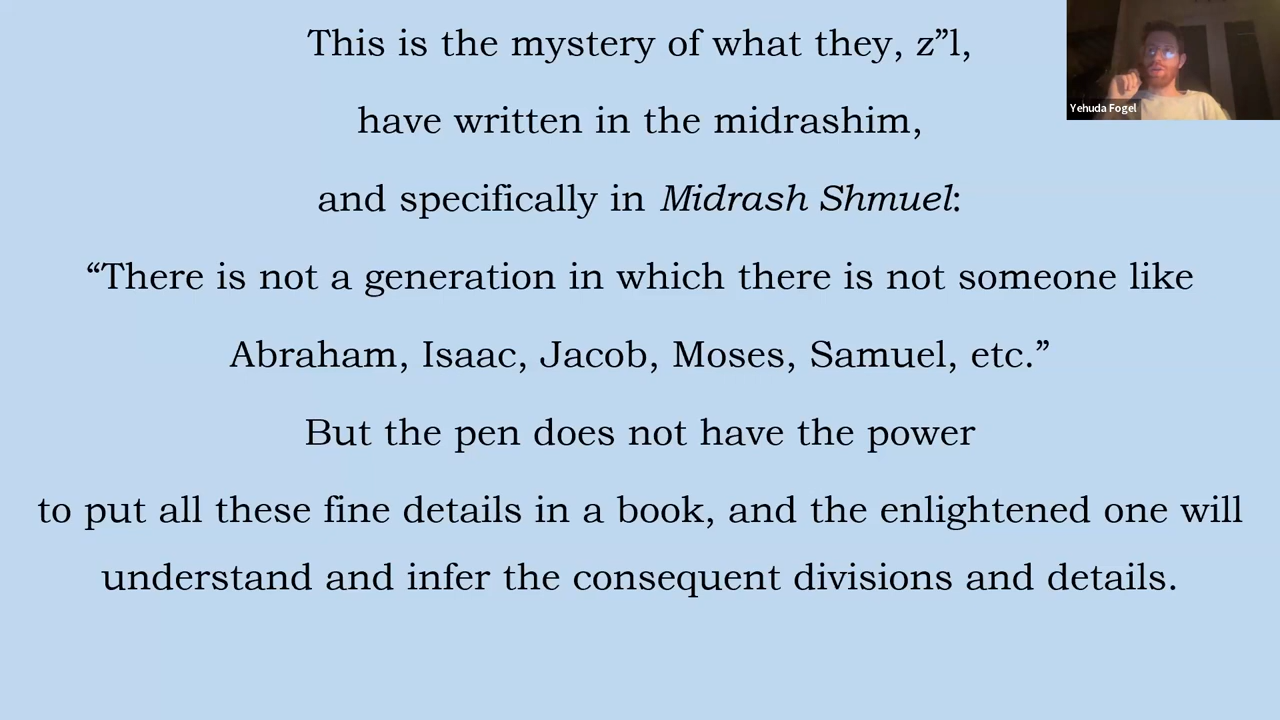 This is the mystery of what they, z”l,
have written in the midrashim,
and specifically in Midrash Shmuel:
“There is not a generation in which there is not someone like
Abraham, Isaac, Jacob, Moses, Samuel, etc.”
But the pen does not have the power
to put all these fine details in a book, and the enlightened one will
understand and infer the consequent divisions and details.
Yehuda Fogel